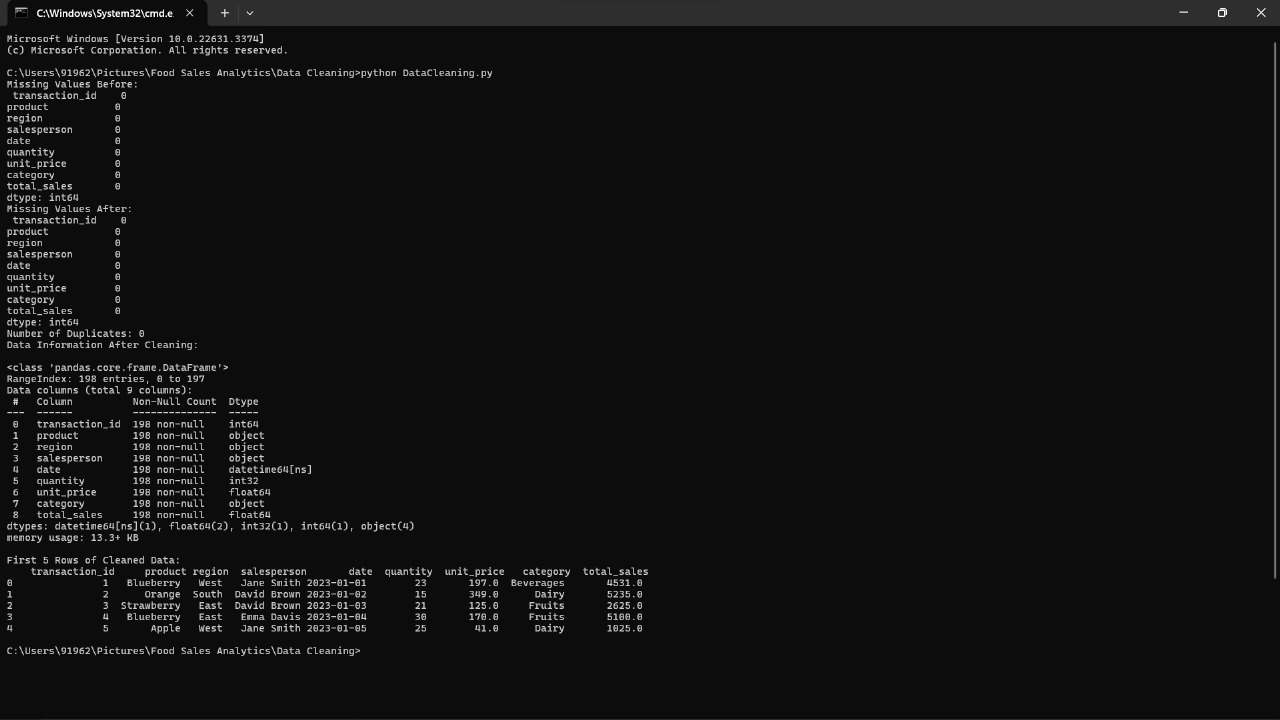 C:\Windows\System32\cmd.e
Microsoft Windows [Version 10.0.22631.3374]
(c) Microsoft Corporation. All rights reserved.

C:\Users\91962\Pictures\Food Sales Analytics\Data Cleaning>python DataCleaning.py
Missing Values Before:
 transaction_id    0
product           0
region            0
salesperson       0
date              0
quantity          0
unit_price        0
category          0
total_sales       0
dtype: int64
Missing Values After:
 transaction_id    0
product           0
region            0
salesperson       0
date              0
quantity          0
unit_price        0
category          0
total_sales       0
dtype: int64
Number of Duplicates: 0
Data Information After Cleaning:

<class 'pandas.core.frame.DataFrame'>
RangeIndex: 198 entries, 0 to 197
Data columns (total 9 columns):
 #   Column          Non-Null Count  Dtype
---  ------          --------------  -----
 0   transaction_id  198 non-null    int64
 1   product         198 non-null    object
 2   region          198 non-null    object
 3   salesperson     198 non-null    object
 4   date            198 non-null    datetime64[ns]
 5   quantity        198 non-null    int32
 6   unit_price      198 non-null    float64
 7   category        198 non-null    object
 8   total_sales     198 non-null    float64
dtypes: datetime64[ns](1), float64(2), int32(1), int64(1), object(4)
memory usage: 13.3+ KB

First 5 Rows of Cleaned Data:
    transaction_id     product region  salesperson       date  quantity  unit_price   category  total_sales
0               1   Blueberry   West   Jane Smith 2023-01-01        23       197.0  Beverages       4531.0
1               2      Orange  South  David Brown 2023-01-02        15       349.0      Dairy       5235.0
2               3  Strawberry   East  David Brown 2023-01-03        21       125.0     Fruits       2625.0
3               4   Blueberry   East   Emma Davis 2023-01-04        30       170.0     Fruits       5100.0
4               5       Apple   West   Jane Smith 2023-01-05        25        41.0      Dairy       1025.0

C:\Users\91962\Pictures\Food Sales Analytics\Data Cleaning>